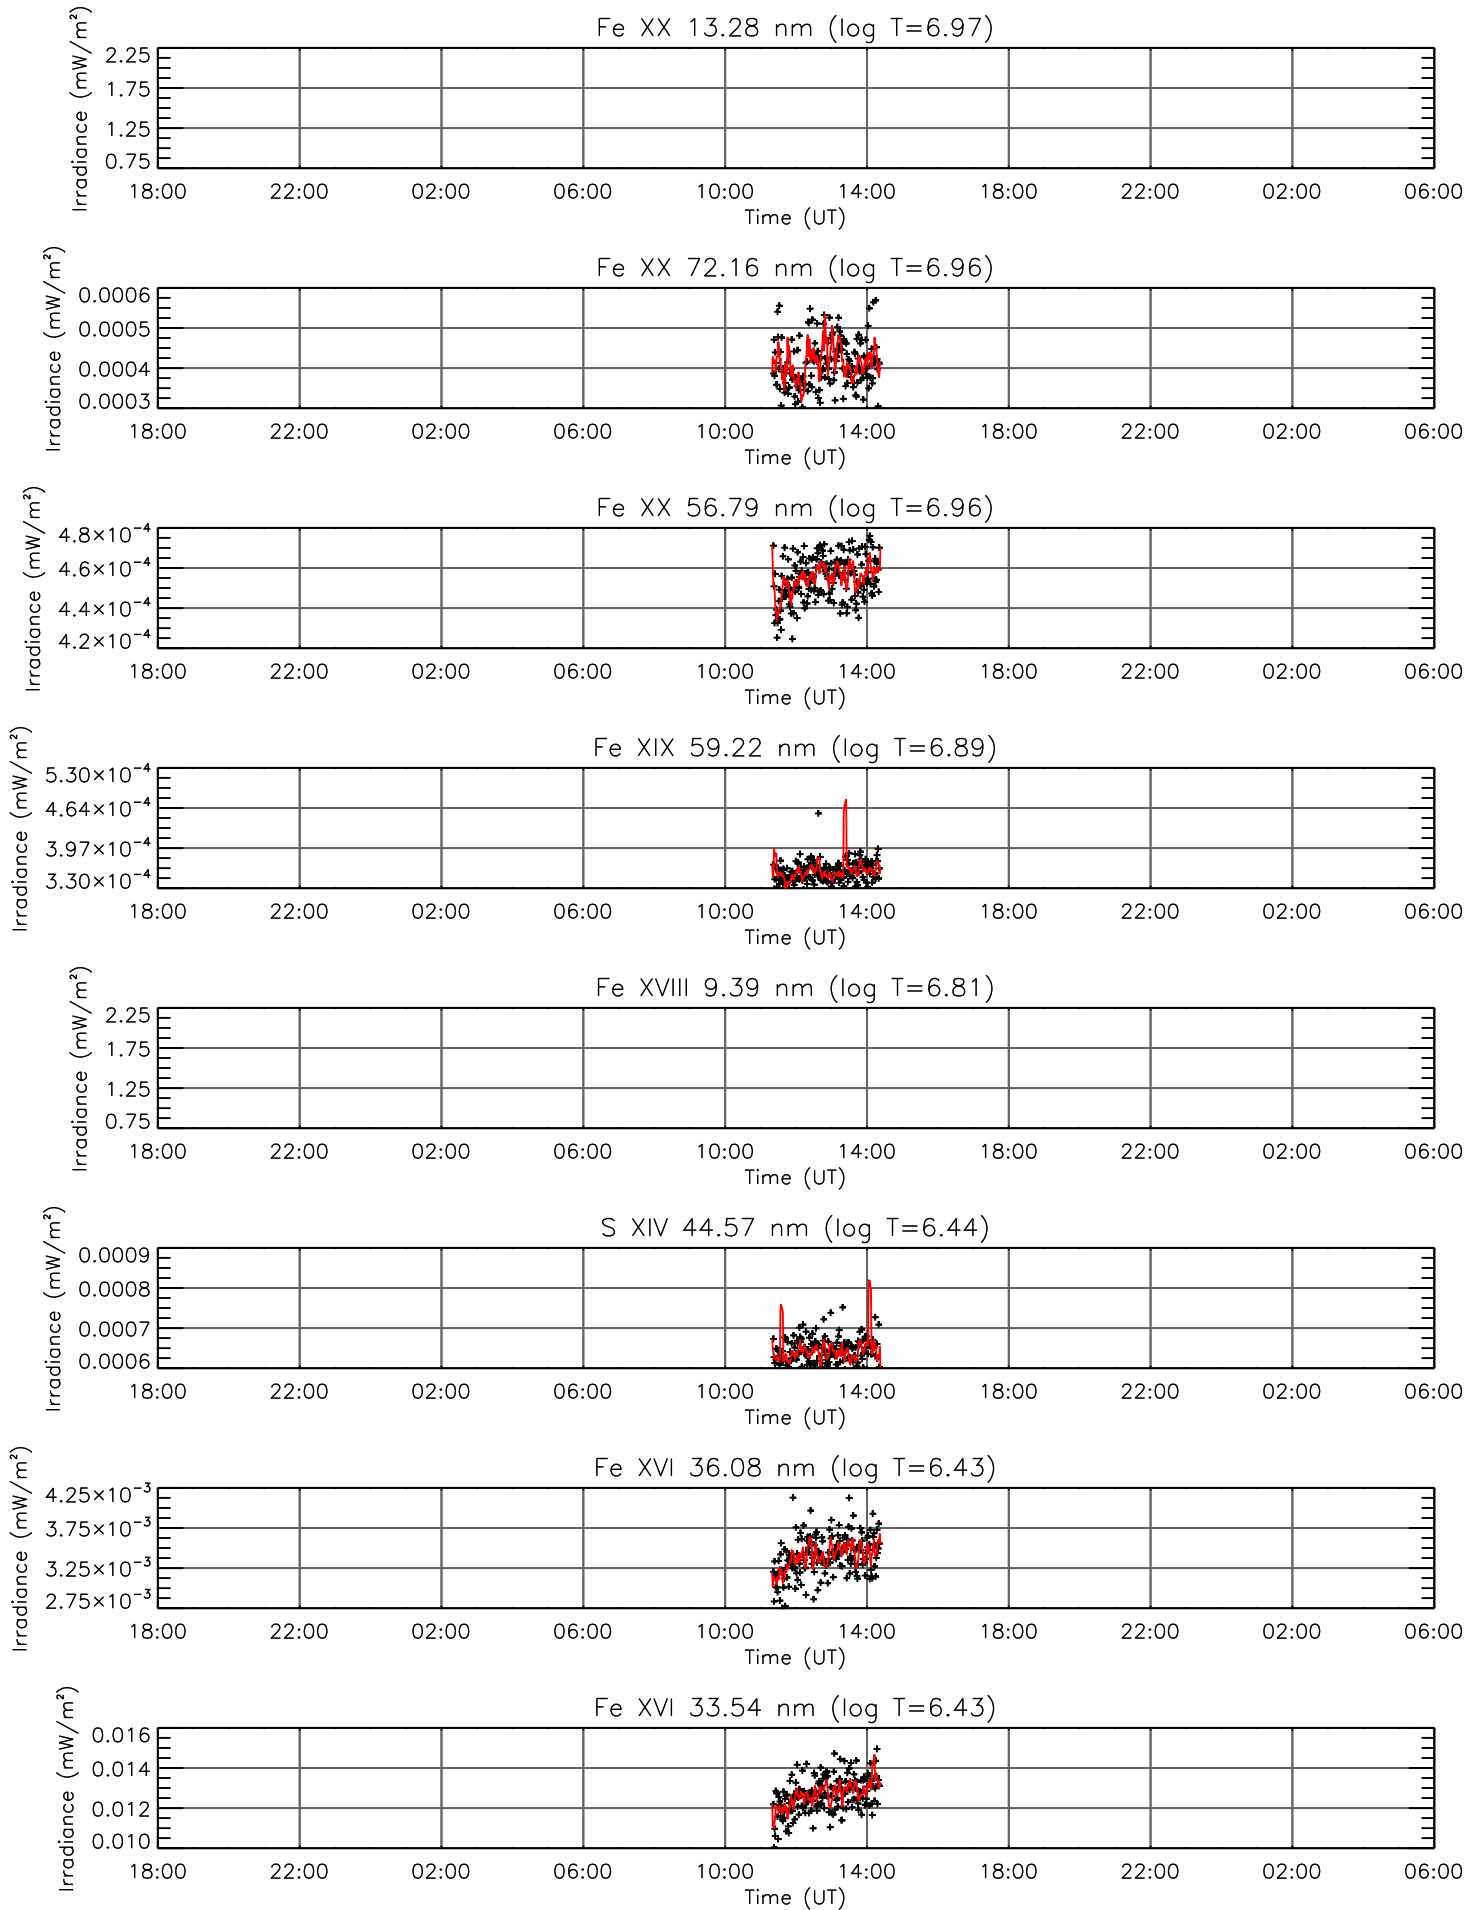 Fe XX 13.28 nm (log T=6.97)
Irradiance (mW/m²)
2.25
1.75
1.25
0.75
18:00 22:00 02:00 06:00 10:00 14:00 18:00 22:00 02:00 06:00
Time (UT)
Fe XX 72.16 nm (log T=6.96)
Irradiance (mW/m²)
0.0006
0.0005
0.0004
0.0003
18:00 22:00 02:00 06:00 10:00 14:00 18:00 22:00 02:00 06:00
Time (UT)
Fe XX 56.79 nm (log T=6.96)
Irradiance (mW/m²)
4.8×10⁻⁴
4.6×10⁻⁴
4.4×10⁻⁴
4.2×10⁻⁴
18:00 22:00 02:00 06:00 10:00 14:00 18:00 22:00 02:00 06:00
Time (UT)
Fe XIX 59.22 nm (log T=6.89)
Irradiance (mW/m²)
5.30×10⁻⁴
4.64×10⁻⁴
3.97×10⁻⁴
3.30×10⁻⁴
18:00 22:00 02:00 06:00 10:00 14:00 18:00 22:00 02:00 06:00
Time (UT)
Fe XVIII 9.39 nm (log T=6.81)
Irradiance (mW/m²)
2.25
1.75
1.25
0.75
18:00 22:00 02:00 06:00 10:00 14:00 18:00 22:00 02:00 06:00
Time (UT)
S XIV 44.57 nm (log T=6.44)
Irradiance (mW/m²)
0.0009
0.0008
0.0007
0.0006
18:00 22:00 02:00 06:00 10:00 14:00 18:00 22:00 02:00 06:00
Time (UT)
Fe XVI 36.08 nm (log T=6.43)
Irradiance (mW/m²)
4.25×10⁻³
3.75×10⁻³
3.25×10⁻³
2.75×10⁻³
18:00 22:00 02:00 06:00 10:00 14:00 18:00 22:00 02:00 06:00
Time (UT)
Fe XVI 33.54 nm (log T=6.43)
Irradiance (mW/m²)
0.016
0.014
0.012
0.010
18:00 22:00 02:00 06:00 10:00 14:00 18:00 22:00 02:00 06:00
Time (UT)